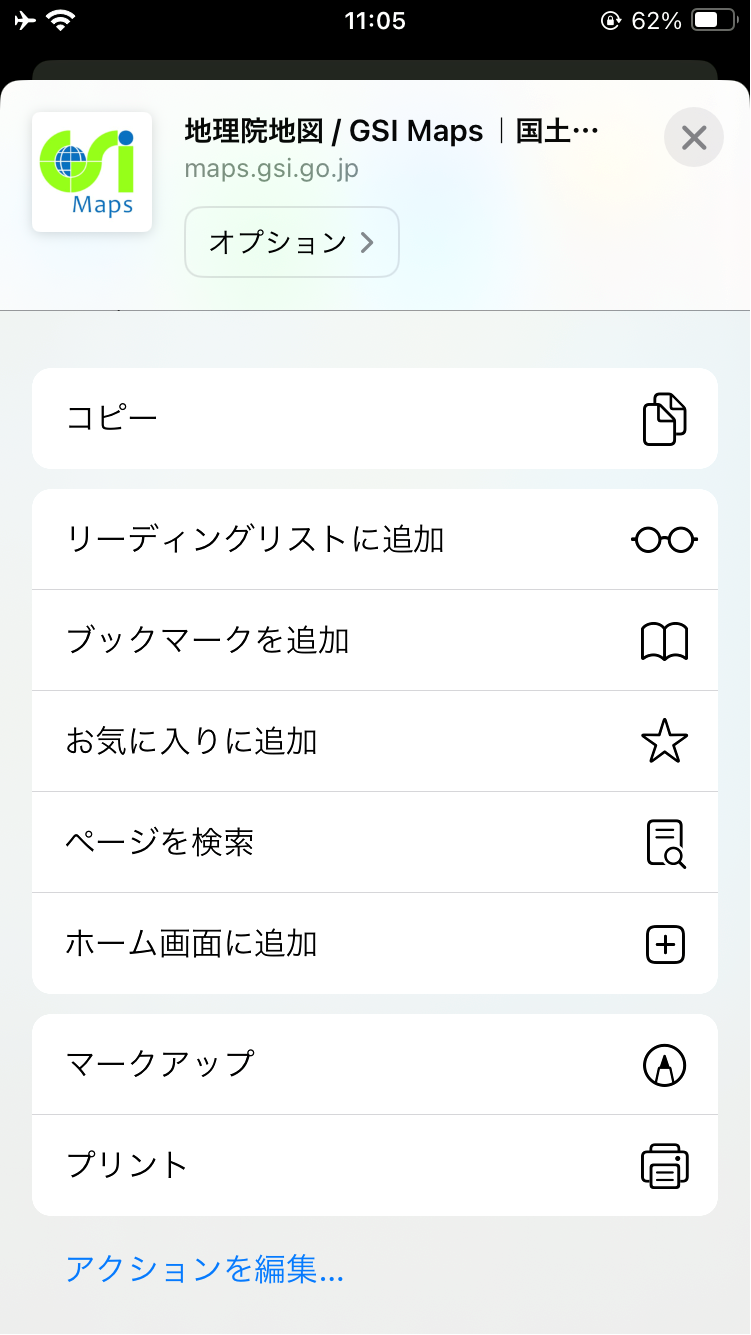 11:05
62%
地理院地図 / GSI Maps｜国土…
maps.gsi.go.jp
GSI
Maps
オプション
コピー
リーディングリストに追加
ブックマークを追加
お気に入りに追加
ページを検索
ホーム画面に追加
マークアップ
プリント
アクションを編集...